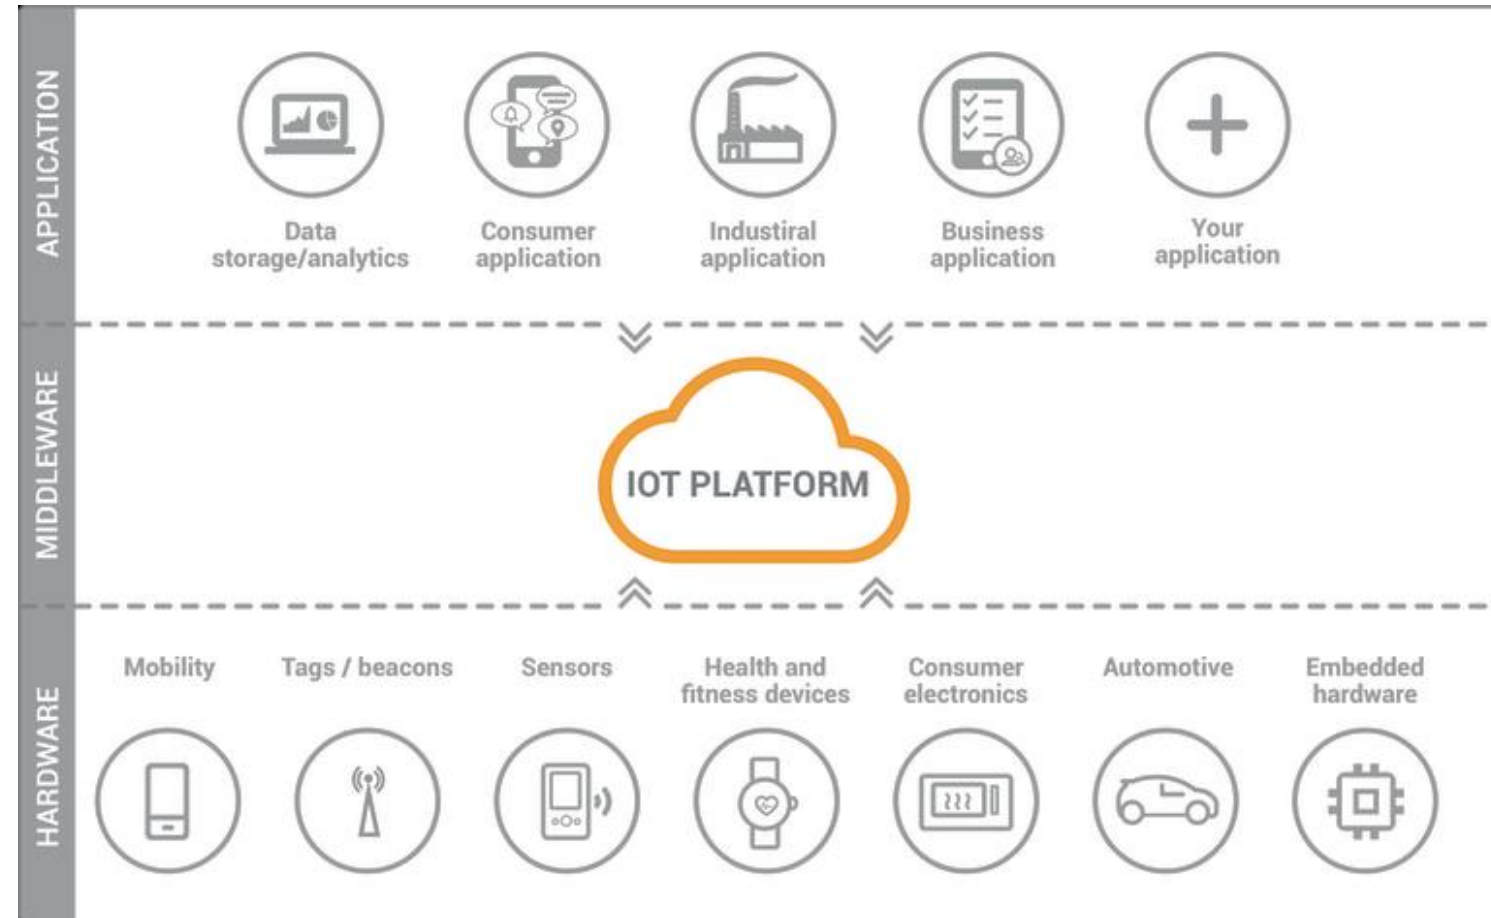 APPLICATION
Data
storage/analytics
Consumer
application
Industiral
application
Business
application
Your
application
MIDDLEWARE
IOT PLATFORM
HARDWARE
Mobility
Tags / beacons
Sensors
Health and
fitness devices
Consumer
electronics
Automotive
Embedded
hardware